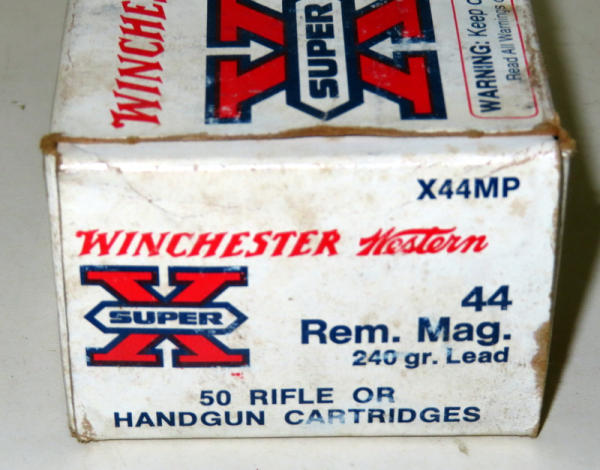 WINCHE
X
SUPER
WARNING: Keep
Read All Warnings
X44MP
WINCHESTER Western
X
SUPER
44
Rem. Mag.
240 gr. Lead
50 RIFLE OR
HANDGUN CARTRIDGES